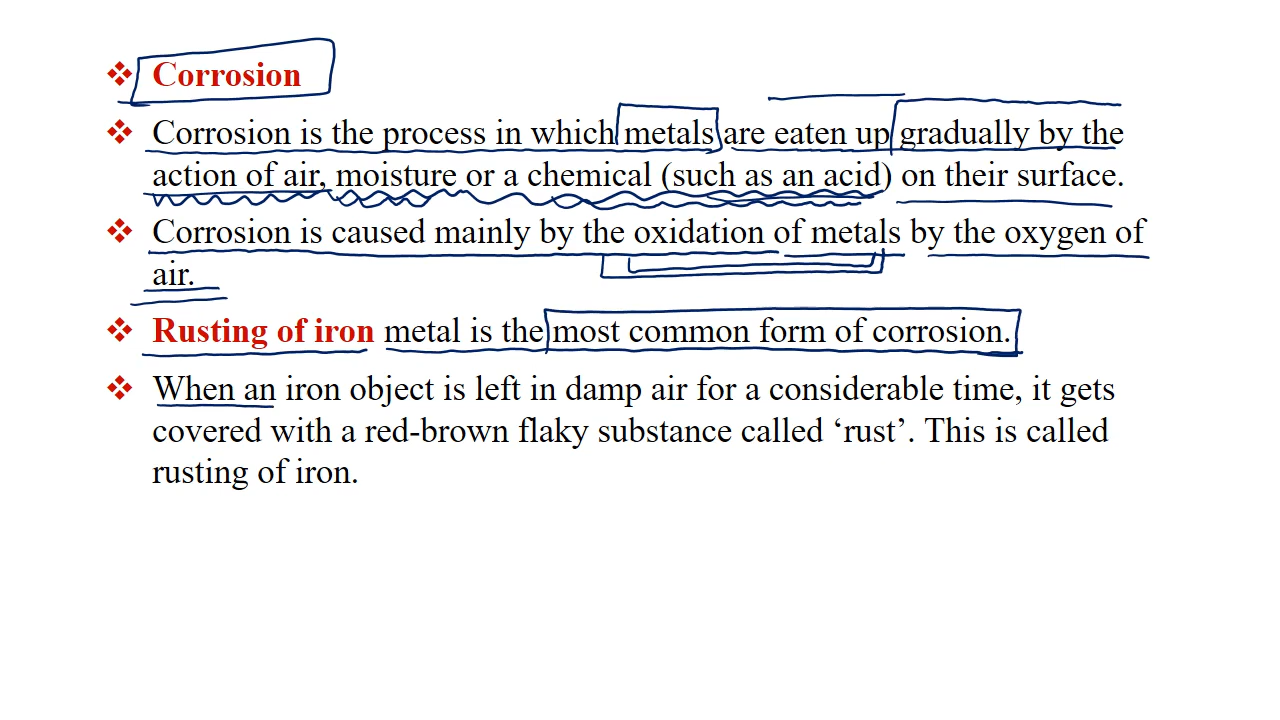 ❖ Corrosion
❖ Corrosion is the process in which metals are eaten up gradually by the
action of air, moisture or a chemical (such as an acid) on their surface.
❖ Corrosion is caused mainly by the oxidation of metals by the oxygen of
air.
❖ Rusting of iron metal is the most common form of corrosion.
❖ When an iron object is left in damp air for a considerable time, it gets
covered with a red-brown flaky substance called ‘rust’. This is called
rusting of iron.